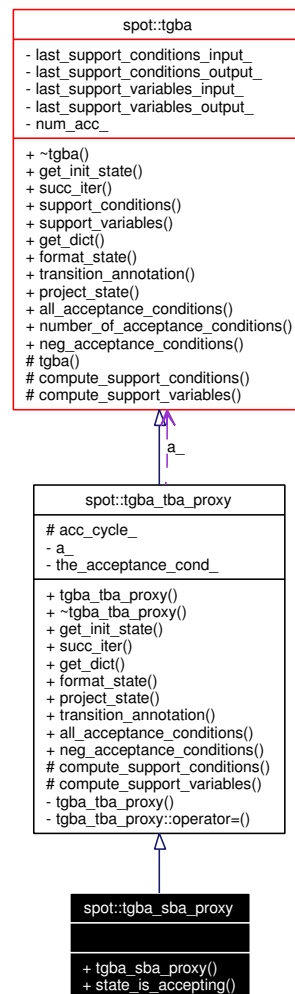 spot::tgba
- last_support_conditions_input_
- last_support_conditions_output_
- last_support_variables_input_
- last_support_variables_output_
- num_acc_
+ ~tgba()
+ get_init_state()
+ succ_iter()
+ support_conditions()
+ support_variables()
+ get_dict()
+ format_state()
+ transition_annotation()
+ project_state()
+ all_acceptance_conditions()
+ number_of_acceptance_conditions()
+ neg_acceptance_conditions()
# tgba()
# compute_support_conditions()
# compute_support_variables()
a_
spot::tgba_tba_proxy
# acc_cycle_
- a_
- the_acceptance_cond_
+ tgba_tba_proxy()
+ ~tgba_tba_proxy()
+ get_init_state()
+ succ_iter()
+ get_dict()
+ format_state()
+ project_state()
+ transition_annotation()
+ all_acceptance_conditions()
+ neg_acceptance_conditions()
# compute_support_conditions()
# compute_support_variables()
- tgba_tba_proxy()
- tgba_tba_proxy::operator=()
spot::tgba_sba_proxy
+ tgba_sba_proxy()
+ state_is_accepting()